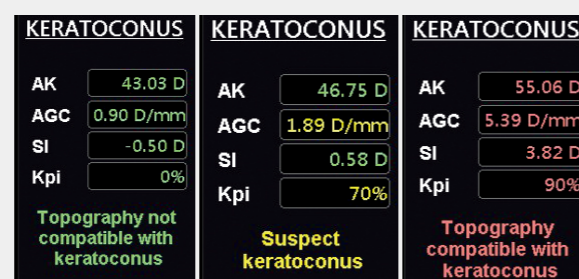 KERATOCONUS
AK 43.03 D
AGC 0.90 D/mm
SI -0.50 D
Kpi 0%
Topography not
compatible with
keratoconus
KERATOCONUS
AK 46.75 D
AGC 1.89 D/mm
SI 0.58 D
Kpi 70%
Suspect
keratoconus
KERATOCONUS
AK 55.06 D
AGC 5.39 D/mm
SI 3.82 D
Kpi 90%
Topography
compatible with
keratoconus